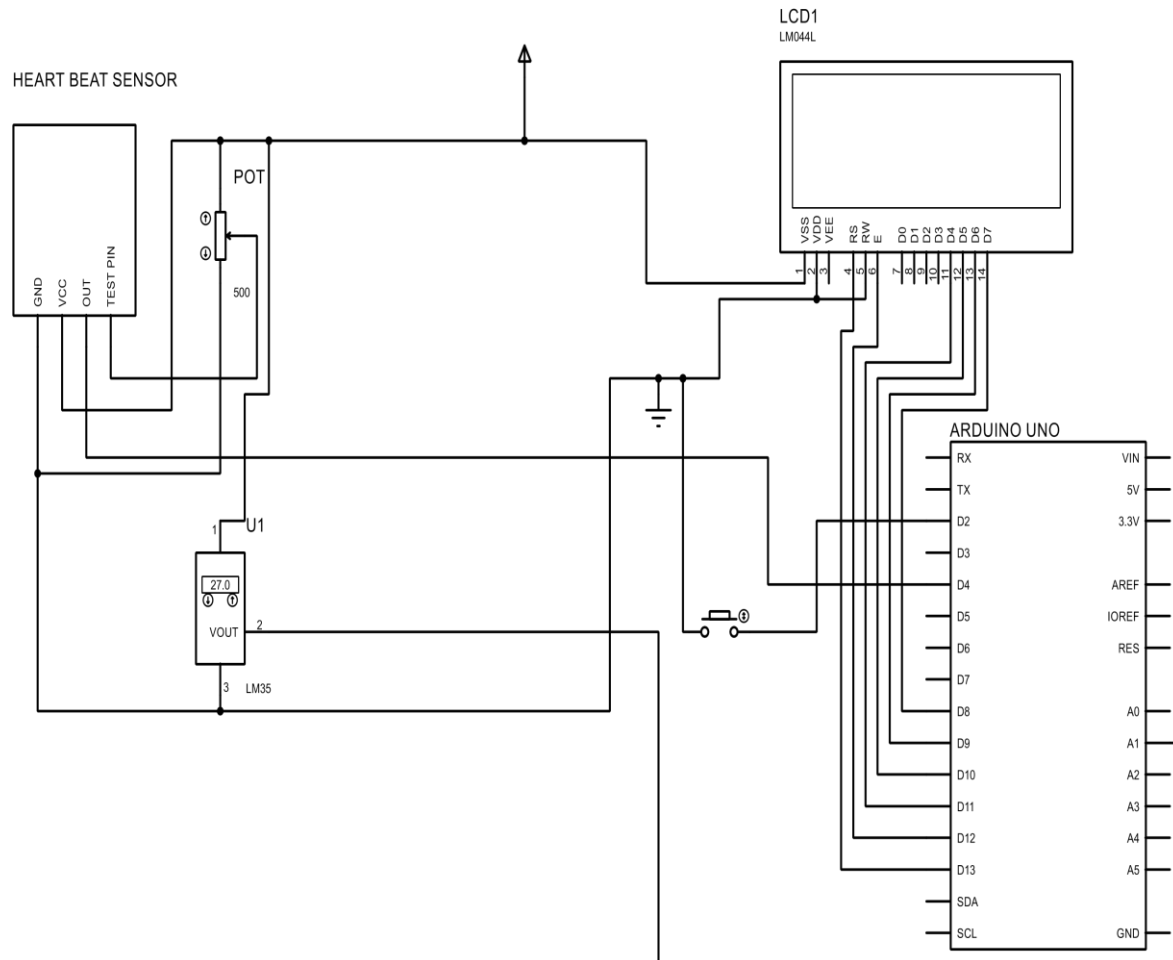 LCD1
LM044L
HEART BEAT SENSOR
GND
VCC
OUT
TEST PIN
POT
500
VSS
VDD
VEE
RS
RW
E
D0
D1
D2
D3
D4
D5
D6
D7
1
2
3
4
5
6
7
8
9
10
11
12
13
14
U1
1
27.0
VOUT
2
3
LM35
ARDUINO UNO
RX
TX
D2
D3
D4
D5
D6
D7
D8
D9
D10
D11
D12
D13
SDA
SCL
VIN
5V
3.3V
AREF
IOREF
RES
A0
A1
A2
A3
A4
A5
GND